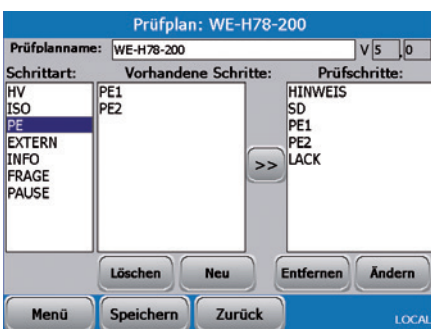 Prüfplan: WE-H78-200
Prüfplanname: WE-H78-200 V 5 .0
Schrittart: Vorhandene Schritte: Prüfschritte:
HV
ISO
PE
EXTERN
INFO
FRAGE
PAUSE
PE1
PE2
>>
HINWEIS
SD
PE1
PE2
LACK
Löschen Neu Entfernen Ändern
Menü Speichern Zurück LOCAL